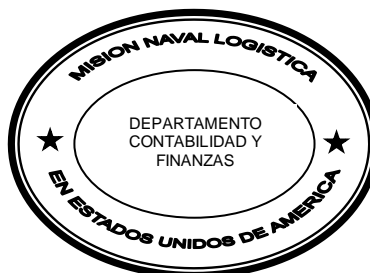 MISION NAVAL LOGISTICA
DEPARTAMENTO
CONTABILIDAD Y
FINANZAS
EN ESTADOS UNIDOS DE AMERICA